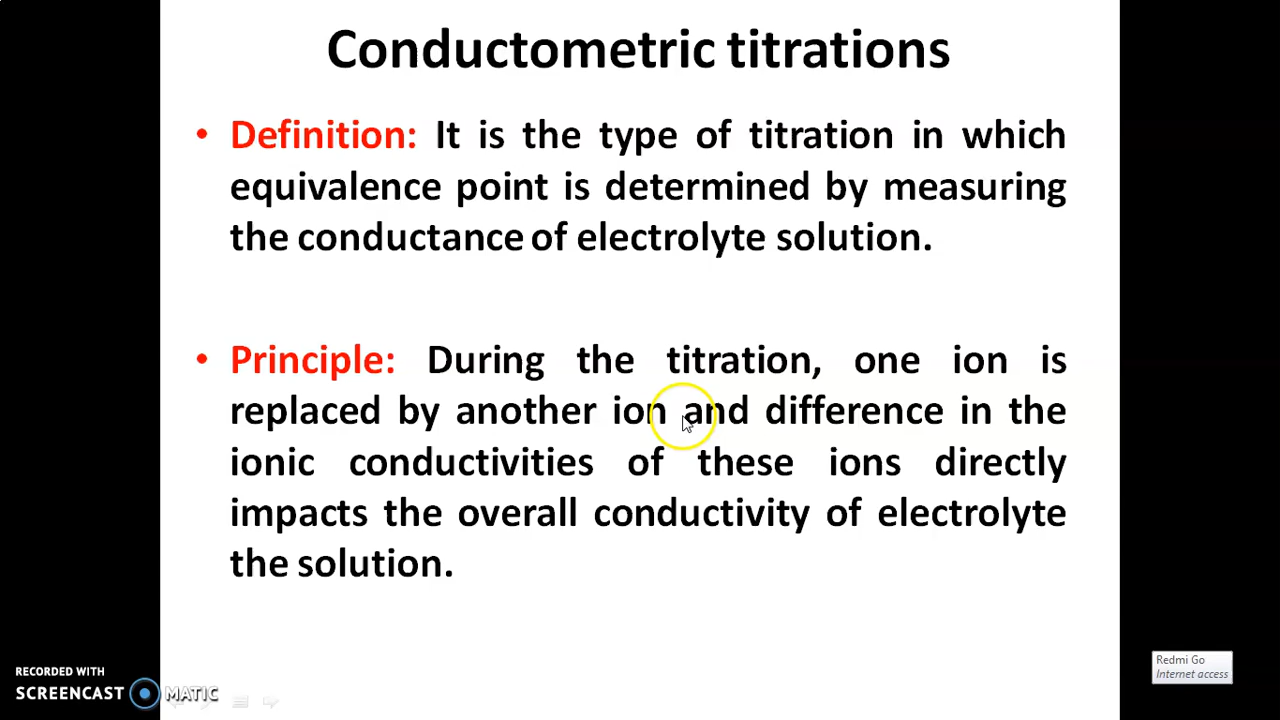 Conductometric titrations
• Definition: It is the type of titration in which
equivalence point is determined by measuring
the conductance of electrolyte solution.
• Principle: During the titration, one ion is
replaced by another ion and difference in the
ionic conductivities of these ions directly
impacts the overall conductivity of electrolyte
the solution.
RECORDED WITH
SCREENCAST MATIC
Redmi Go
Internet access